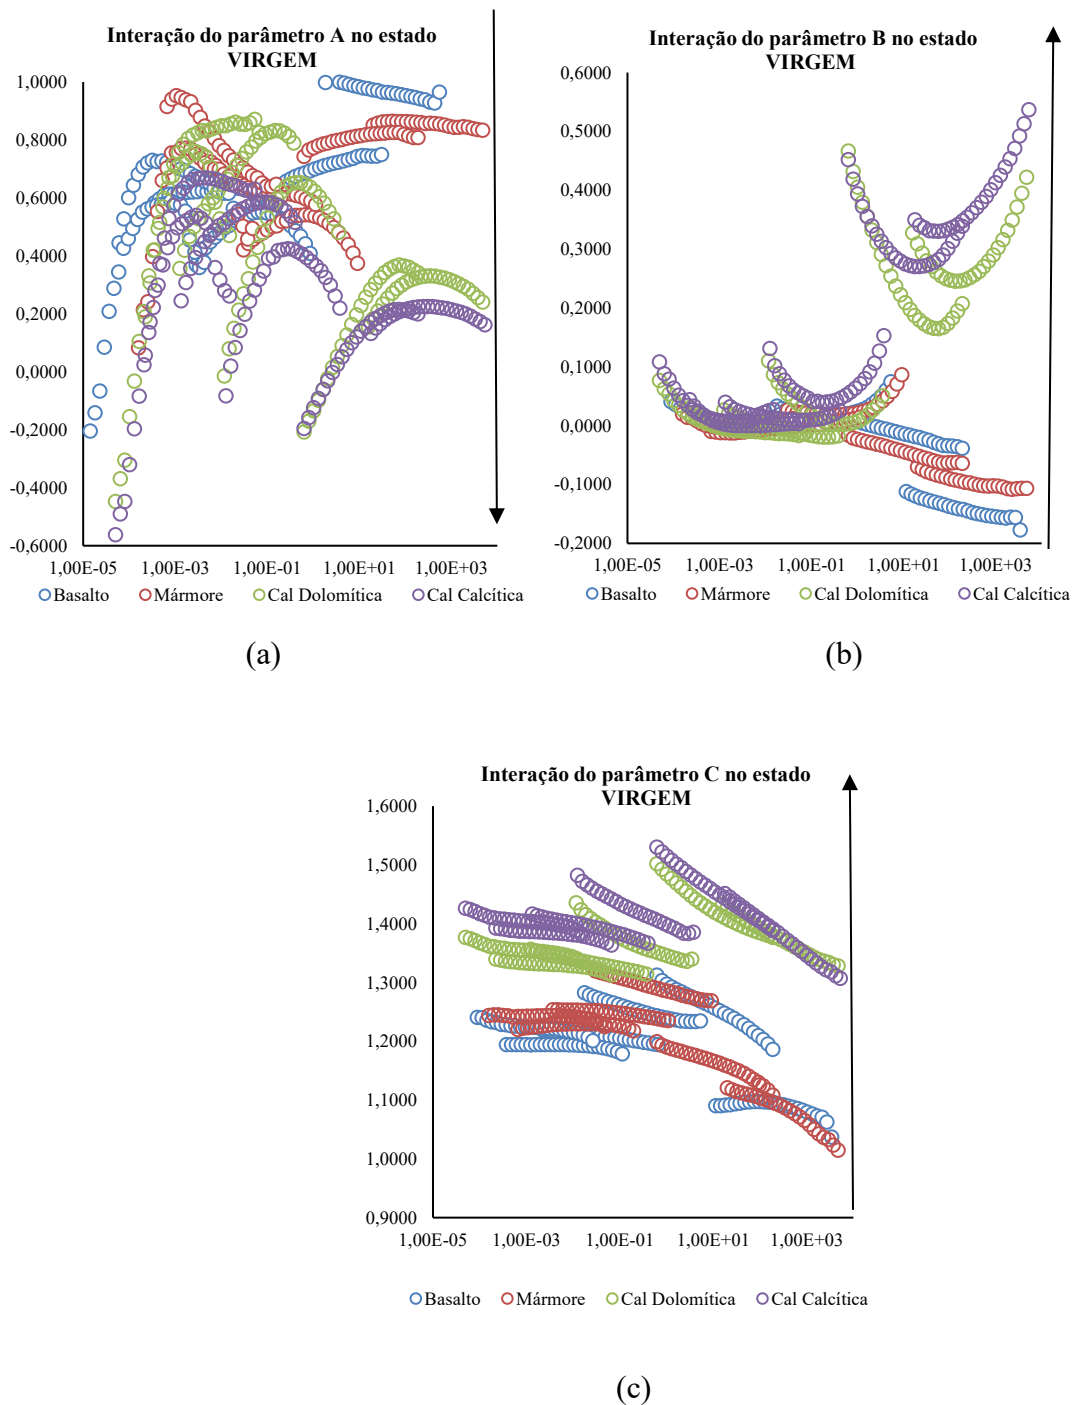 Interação do parâmetro A no estado
VIRGEM
1,0000
0,8000
0,6000
0,4000
0,2000
0,0000
-0,2000
-0,4000
-0,6000
1,00E-05 1,00E-03 1,00E-01 1,00E+01 1,00E+03
Basalto Mármore Cal Dolomítica Cal Calcítica
(a)
Interação do parâmetro B no estado
VIRGEM
0,6000
0,5000
0,4000
0,3000
0,2000
0,1000
0,0000
-0,1000
-0,2000
1,00E-05 1,00E-03 1,00E-01 1,00E+01 1,00E+03
Basalto Mármore Cal Dolomítica Cal Calcítica
(b)
Interação do parâmetro C no estado
VIRGEM
1,6000
1,5000
1,4000
1,3000
1,2000
1,1000
1,0000
0,9000
1,00E-05 1,00E-03 1,00E-01 1,00E+01 1,00E+03
Basalto Mármore Cal Dolomítica Cal Calcítica
(c)